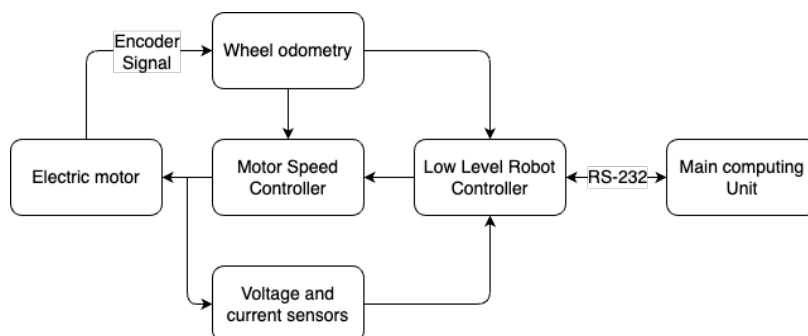 Encoder
Signal
Wheel odometry
Electric motor
Motor Speed
Controller
Low Level Robot
Controller
RS-232
Main computing
Unit
Voltage and
current sensors